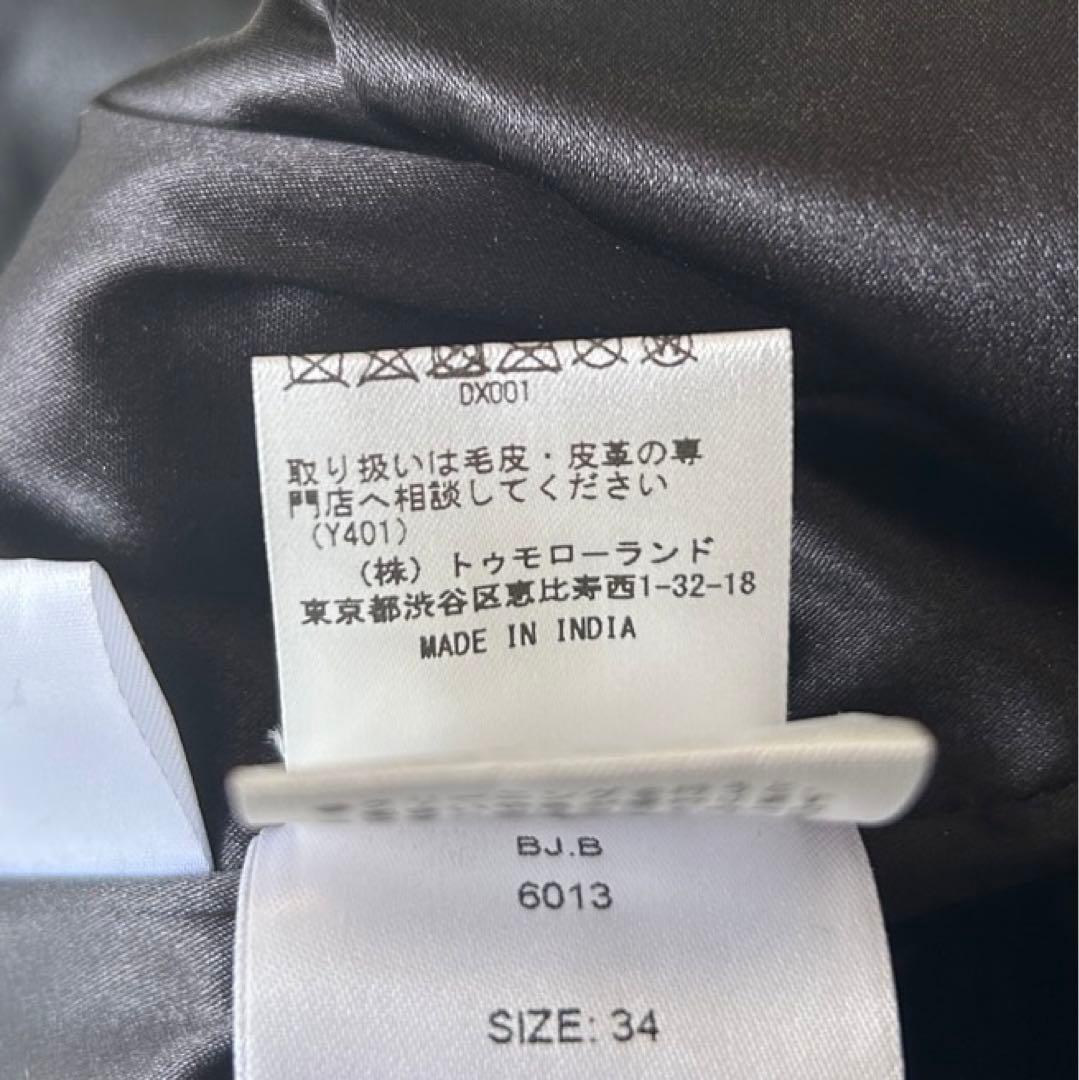 DX001
取り扱いは毛皮・皮革の専
門店へ相談してください
(Y401)
(株) トゥモローランド
東京都渋谷区恵比寿西1-32-18
MADE IN INDIA
BJ.B
6013
SIZE: 34